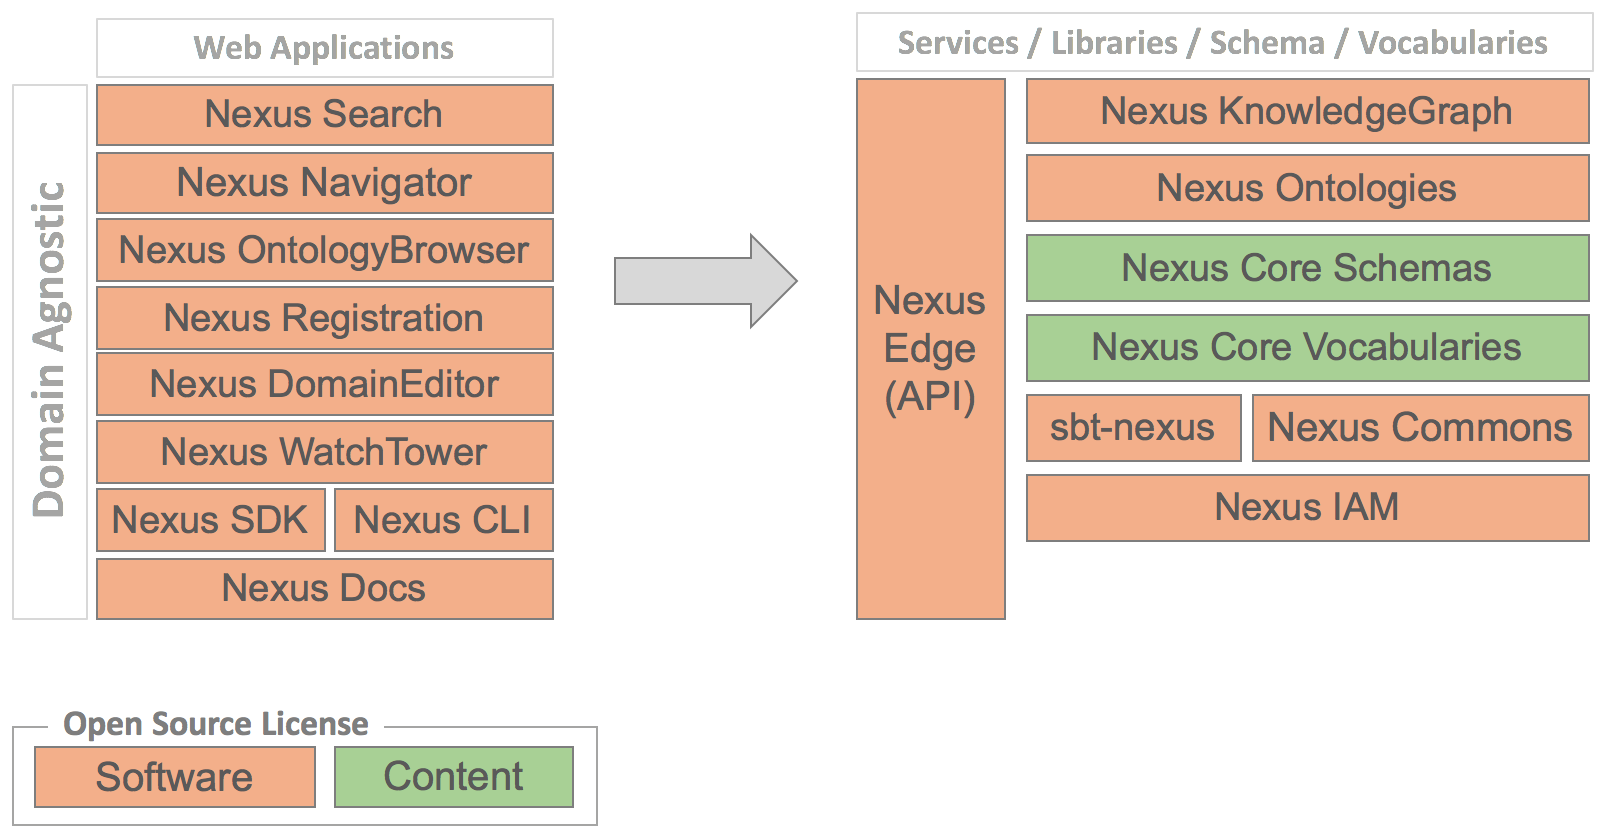 Web Applications
Domain Agnostic
Nexus Search
Nexus Navigator
Nexus OntologyBrowser
Nexus Registration
Nexus DomainEditor
Nexus WatchTower
Nexus SDK
Nexus CLI
Nexus Docs
Services / Libraries / Schema / Vocabularies
Nexus
Edge
(API)
Nexus KnowledgeGraph
Nexus Ontologies
Nexus Core Schemas
Nexus Core Vocabularies
sbt-nexus
Nexus Commons
Nexus IAM
Open Source License
Software
Content